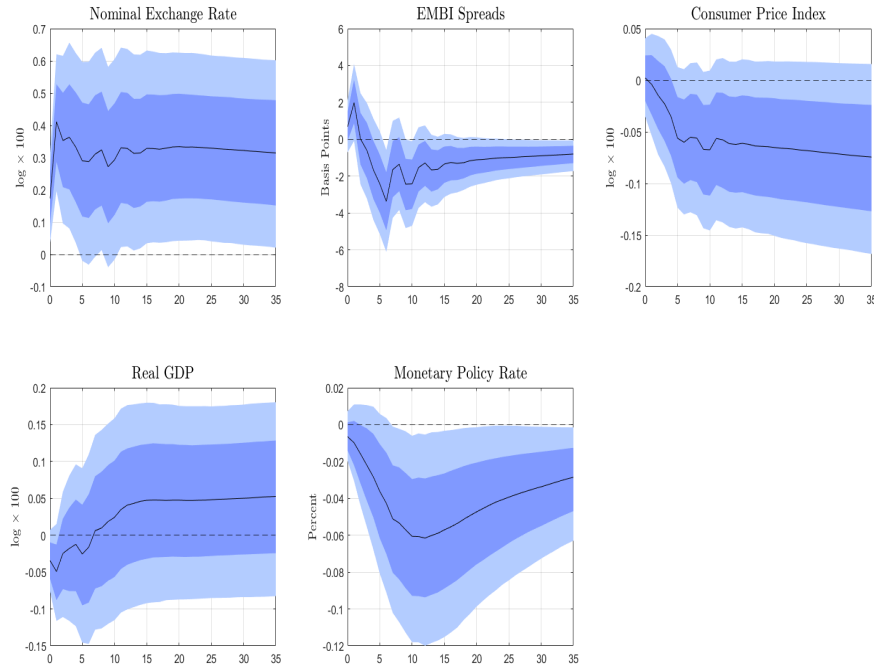 Nominal Exchange Rate
log × 100
0.7
0.6
0.5
0.4
0.3
0.2
0.1
0
-0.1
0 5 10 15 20 25 30 35
EMBI Spreads
Basis Points
6
4
2
0
-2
-4
-6
-8
0 5 10 15 20 25 30 35
Consumer Price Index
log × 100
0.05
0
-0.05
-0.1
-0.15
-0.2
0 5 10 15 20 25 30 35
Real GDP
log × 100
0.2
0.15
0.1
0.05
0
-0.05
-0.1
-0.15
0 5 10 15 20 25 30 35
Monetary Policy Rate
Percent
0.02
0
-0.02
-0.04
-0.06
-0.08
-0.1
-0.12
0 5 10 15 20 25 30 35